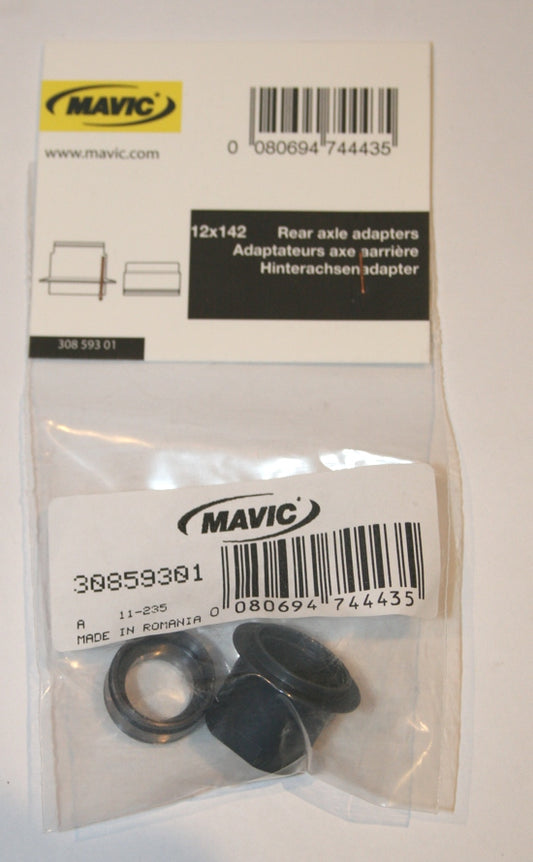 MAVIC
www.mavic.com
0 080694 744435
12x142 Rear axle adapters
Adaptateurs axe aarrière
Hinterachsenadapter
308 593 01
MAVIC
30859301
A 11-235
MADE IN ROMANIA
0 080694 744435